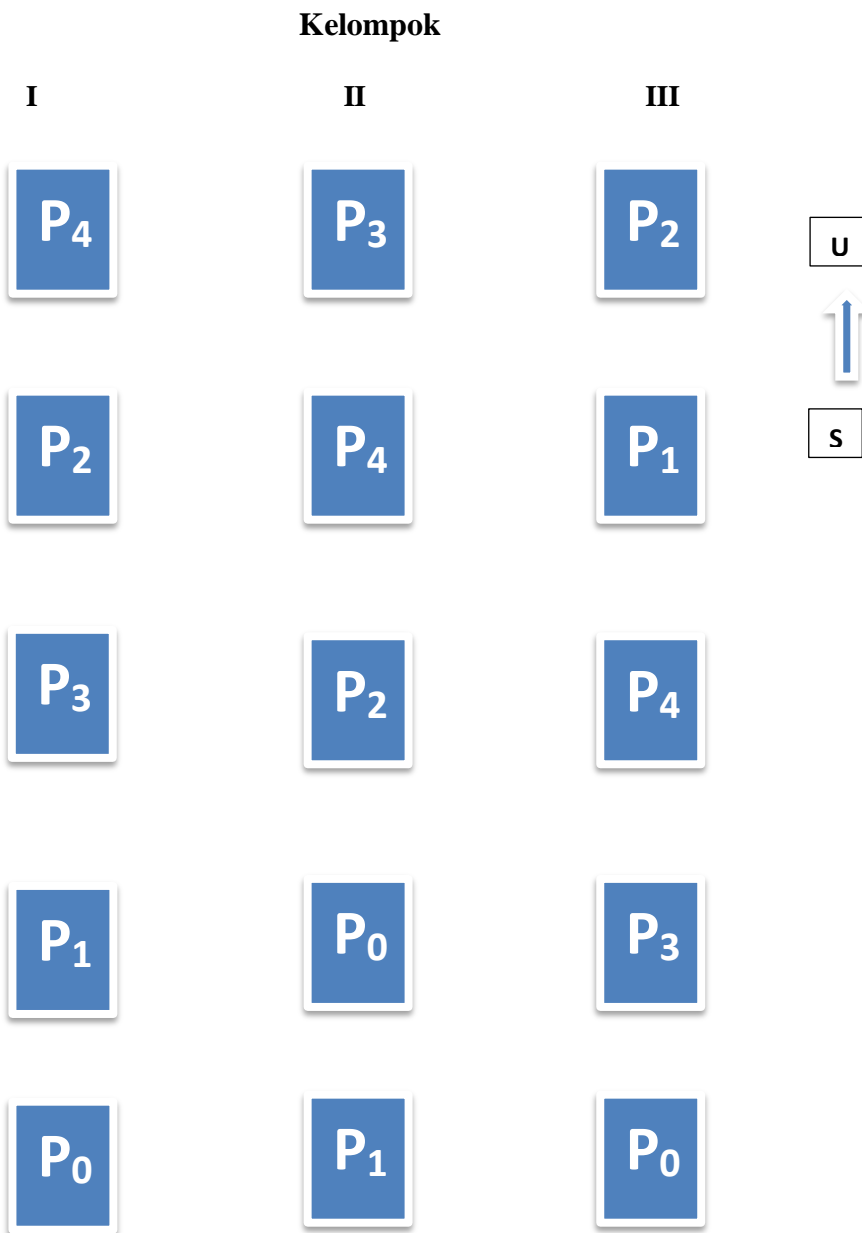 Kelompok
I II III
P4 P3 P2
U
P2 P4 P1
S
P3 P2 P4
P1 P0 P3
P0 P1 P0